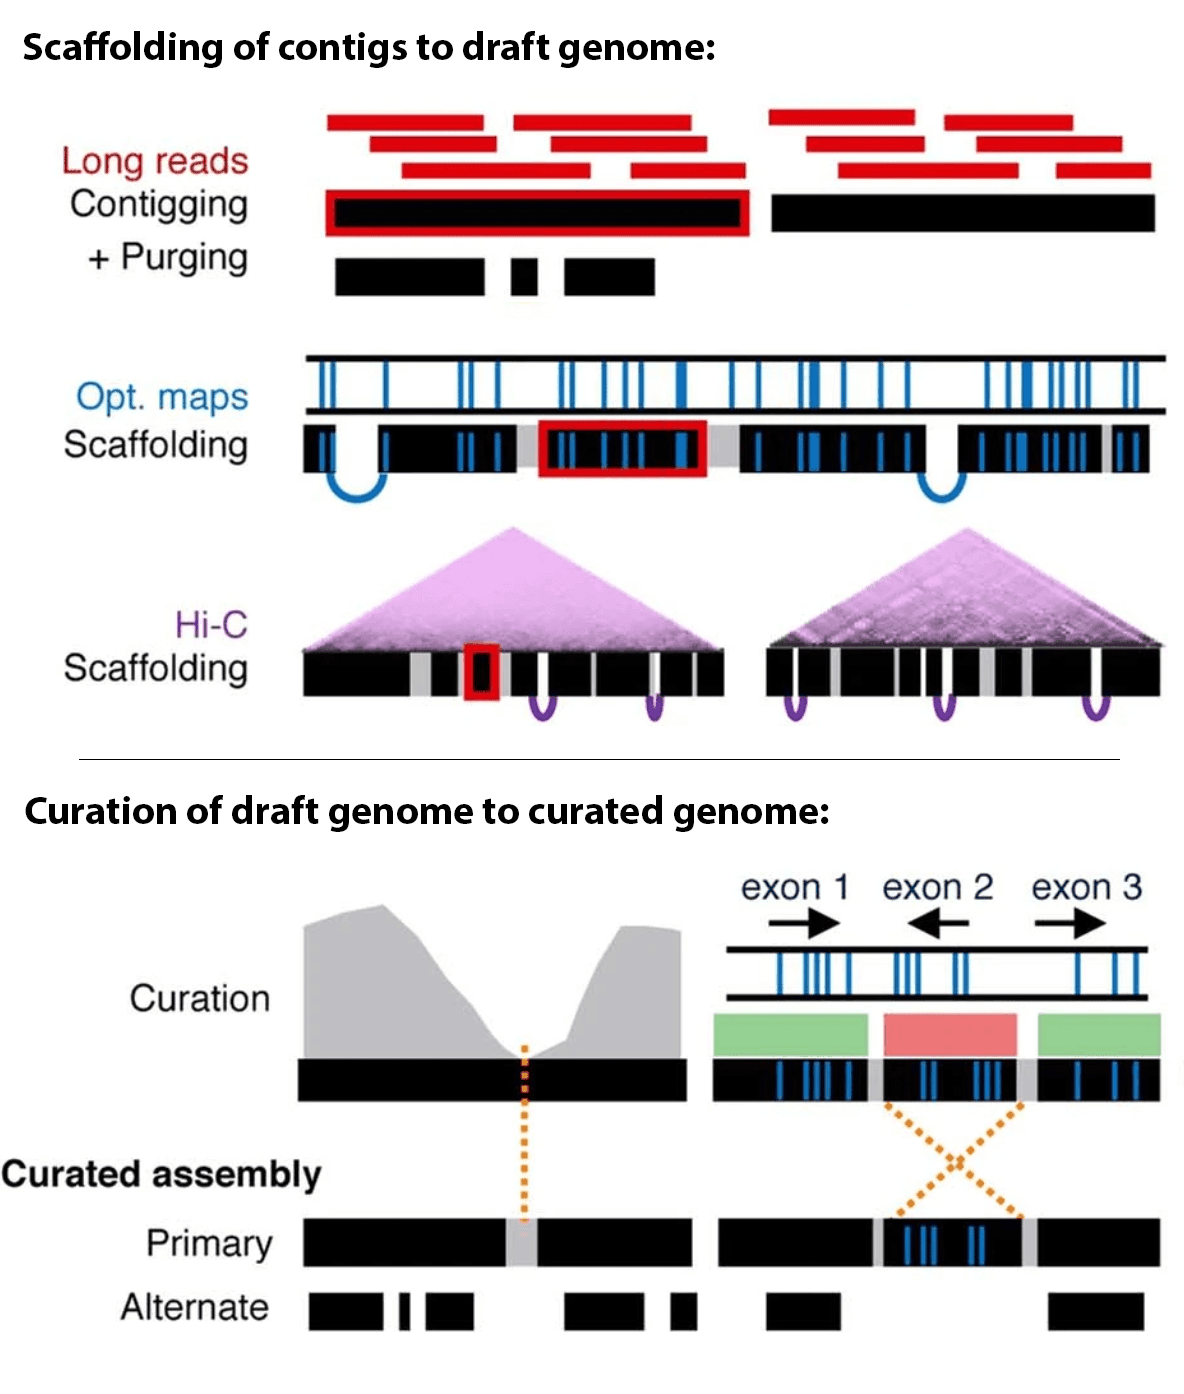 Scaffolding of contigs to draft genome:
Long reads
Contigging
+ Purging
Opt. maps
Scaffolding
Hi-C
Scaffolding
Curation of draft genome to curated genome:
exon 1 exon 2 exon 3
Curation
Curated assembly
Primary
Alternate